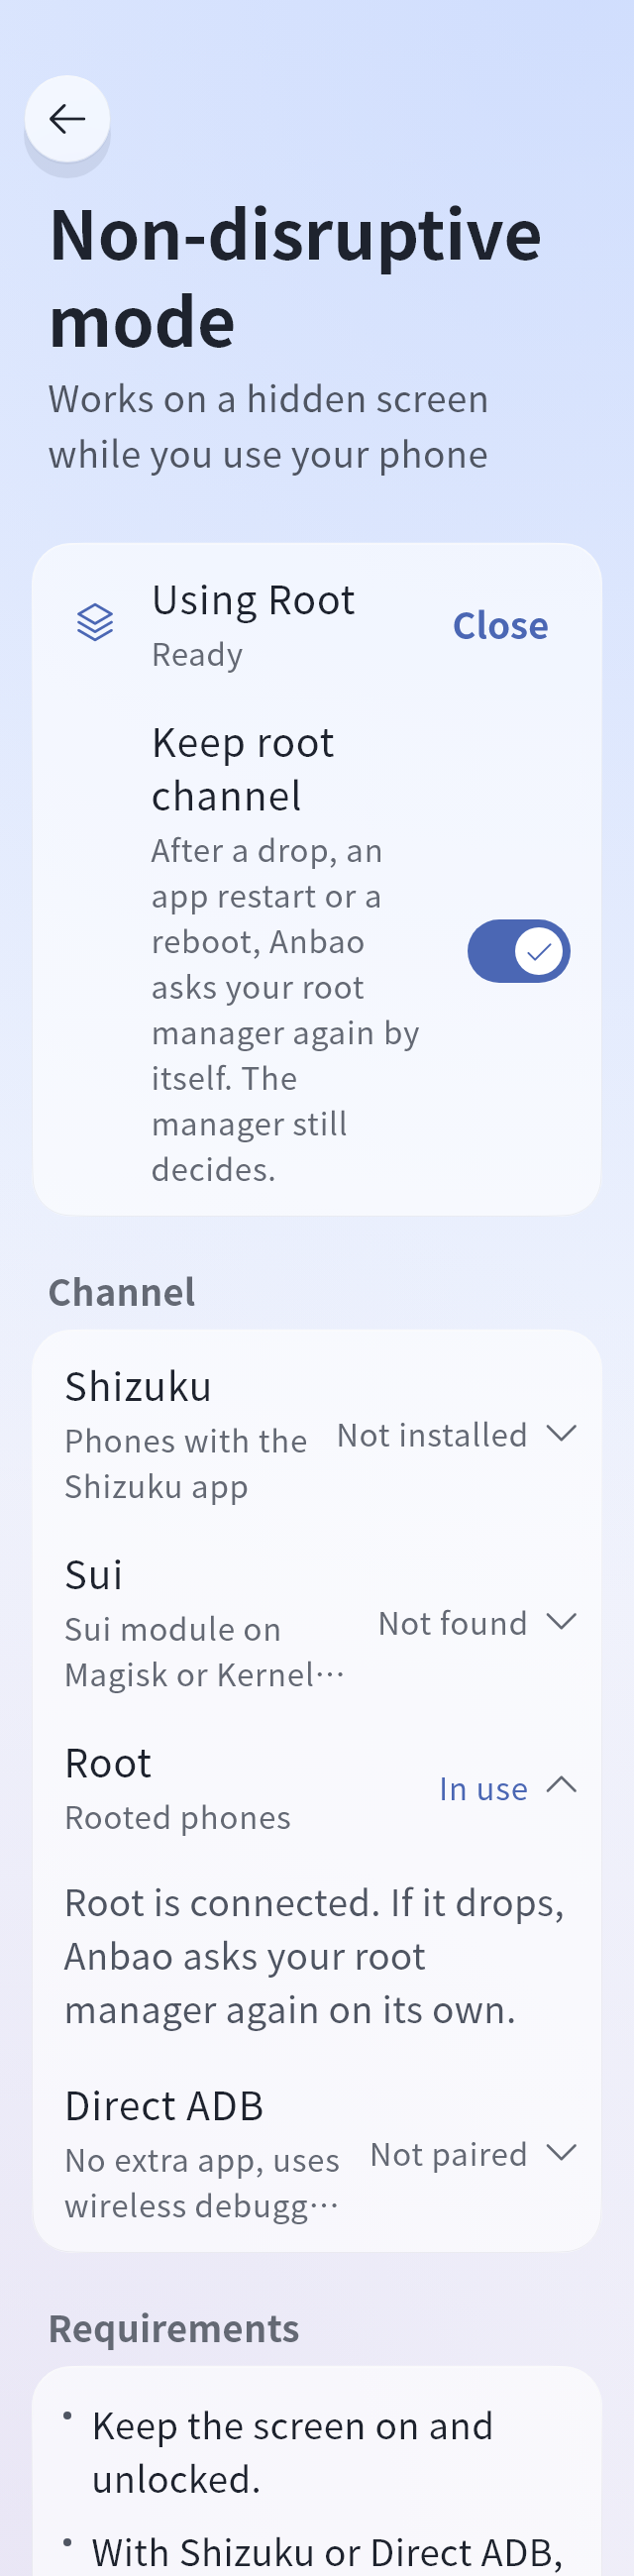 Non-disruptive
mode
Works on a hidden screen
while you use your phone
Using Root
Ready
Close
Keep root
channel
After a drop, an
app restart or a
reboot, Anbao
asks your root
manager again by
itself. The
manager still
decides.
Channel
Shizuku
Phones with the
Shizuku app
Not installed
Sui
Sui module on
Magisk or Kernel…
Not found
Root
Rooted phones
In use
Root is connected. If it drops,
Anbao asks your root
manager again on its own.
Direct ADB
No extra app, uses
wireless debugg…
Not paired
Requirements
• Keep the screen on and
unlocked.
• With Shizuku or Direct ADB,